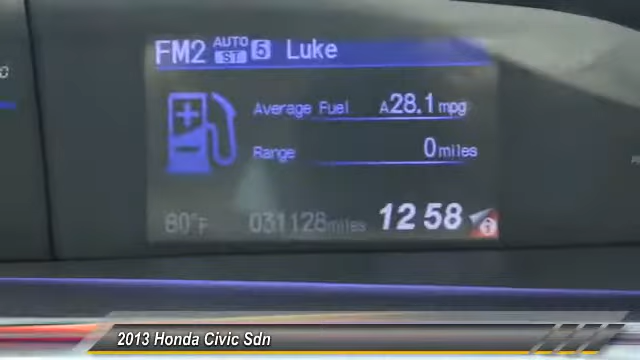 FM2 AUTO ST 5 Luke
Average Fuel A28.1 mpg
Range 0 miles
80°F 031128 miles 12 58 i
2013 Honda Civic Sdn